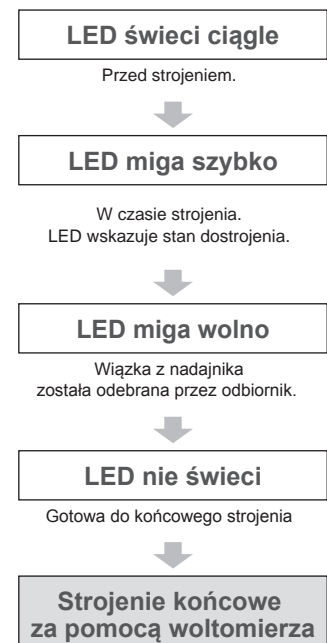 LED świeci ciągle
Przed strojeniem.
LED miga szybko
W czasie strojenia.
LED wskazuje stan dostrojenia.
LED miga wolno
Wiązka z nadajnika
została odebrana przez odbiornik.
LED nie świeci
Gotowa do końcowego strojenia
Strojenie końcowe
za pomocą woltomierza